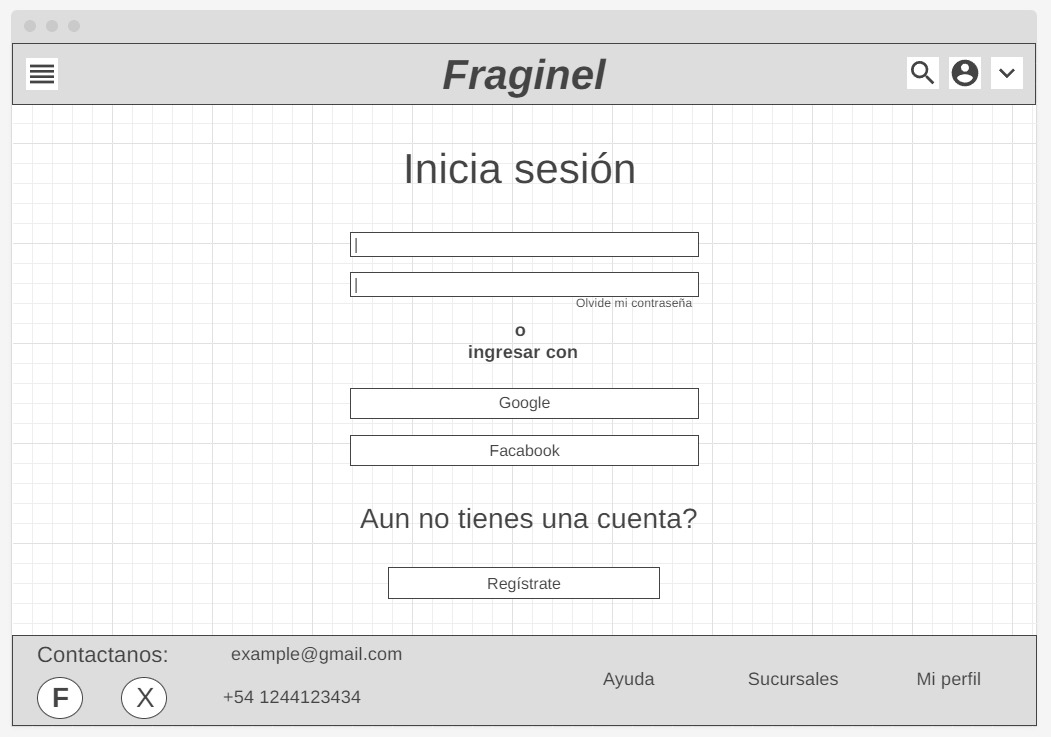 Fraginel
Inicia sesión
Olvide mi contraseña
o
ingresar con
Google
Facabook
Aun no tienes una cuenta?
Regístrate
Contactanos:
example@gmail.com
F
X
+54 1244123434
Ayuda
Sucursales
Mi perfil